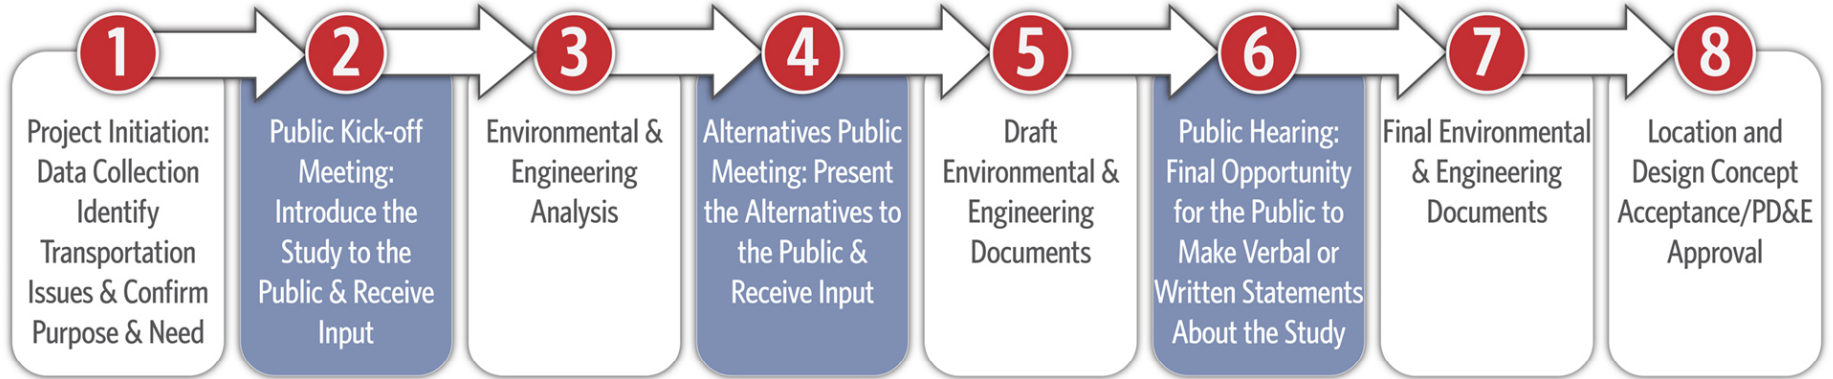 1
Project Initiation:
Data Collection
Identify
Transportation
Issues & Confirm
Purpose & Need
2
Public Kick-off
Meeting:
Introduce the
Study to the
Public & Receive
Input
3
Environmental &
Engineering
Analysis
4
Alternatives Public
Meeting: Present
the Alternatives to
the Public &
Receive Input
5
Draft
Environmental &
Engineering
Documents
6
Public Hearing:
Final Opportunity
for the Public to
Make Verbal or
Written Statements
About the Study
7
Final Environmental
& Engineering
Documents
8
Location and
Design Concept
Acceptance/PD&E
Approval